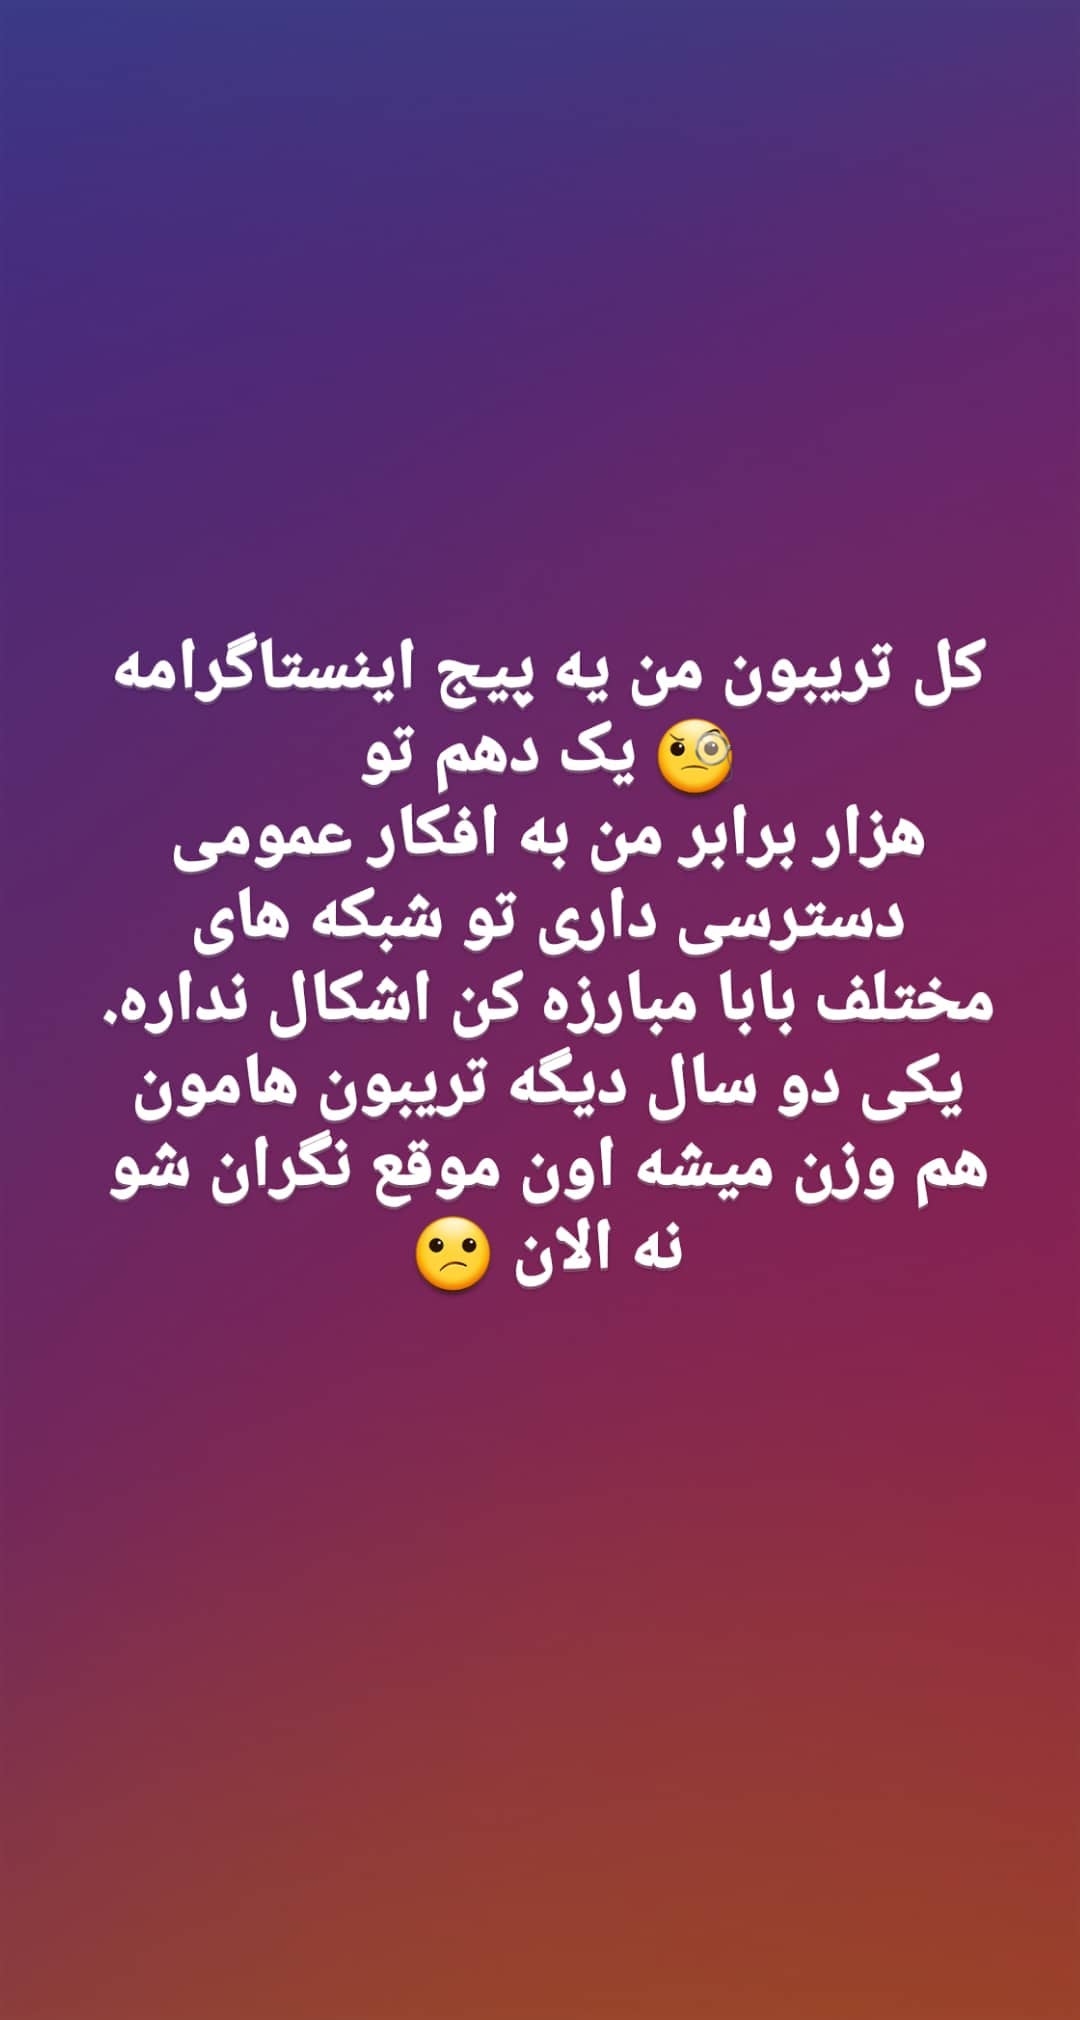 کل تریبون من یه پیج اینستاگرامه
🧐 یک دهم تو
هزار برابر من به افکار عمومی
دسترسی داری تو شبکه های
مختلف بابا مبارزه کن اشکال نداره.
یکی دو سال دیگه تریبون هامون
هم وزن میشه اون موقع نگران شو
نه الان 😕